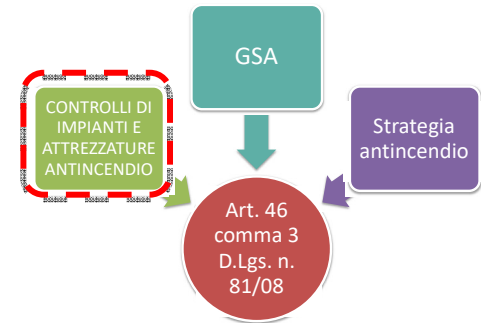 GSA
CONTROLLI DI
IMPIANTI E
ATTREZZATURE
ANTINCENDIO
Strategia
antincendio
Art. 46
comma 3
D.Lgs. n.
81/08